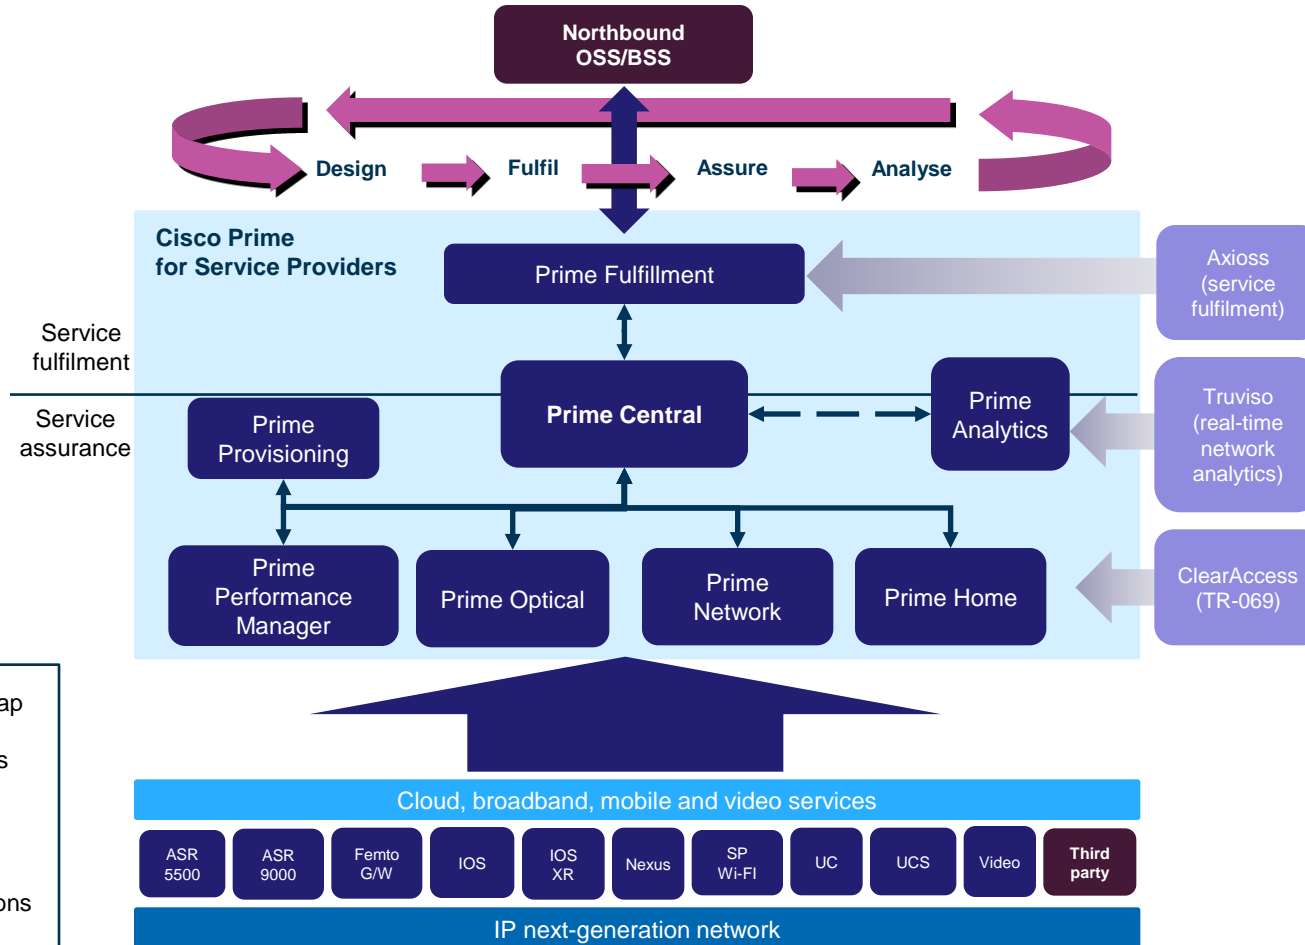 Northbound
OSS/BSS
Design
Fulfil
Assure
Analyse
Cisco Prime
for Service Providers
Prime Fulfillment
Axioss
(service
fulfilment)
Service
fulfilment
Service
assurance
Prime
Provisioning
Prime Central
Prime
Analytics
Truviso
(real-time
network
analytics)
Prime
Performance
Manager
Prime Optical
Prime
Network
Prime Home
ClearAccess
(TR-069)
Cloud, broadband, mobile and video services
ASR
5500
ASR
9000
Femto
G/W
IOS
IOS
XR
Nexus
SP
Wi-FI
UC
UCS
Video
Third
party
IP next-generation network